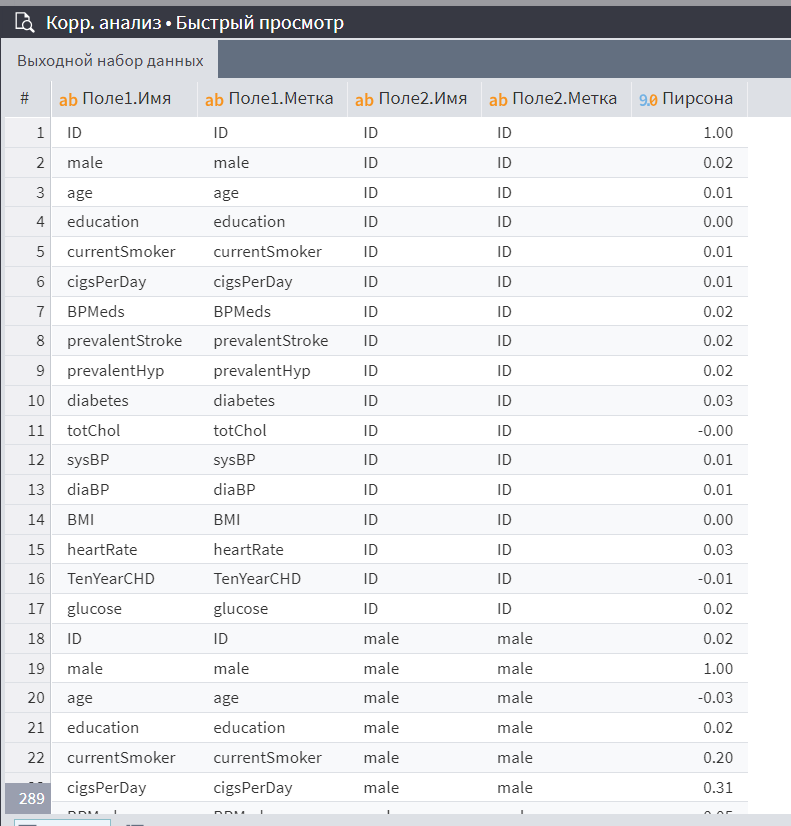 Корр. анализ • Быстрый просмотр
Выходной набор данных
# ab Поле1.Имя ab Поле1.Метка ab Поле2.Имя ab Поле2.Метка 9.0 Пирсона
1 ID ID ID ID 1.00
2 male male ID ID 0.02
3 age age ID ID 0.01
4 education education ID ID 0.00
5 currentSmoker currentSmoker ID ID 0.01
6 cigsPerDay cigsPerDay ID ID 0.01
7 BPMeds BPMeds ID ID 0.02
8 prevalentStroke prevalentStroke ID ID 0.02
9 prevalentHyp prevalentHyp ID ID 0.02
10 diabetes diabetes ID ID 0.03
11 totChol totChol ID ID -0.00
12 sysBP sysBP ID ID 0.01
13 diaBP diaBP ID ID 0.01
14 BMI BMI ID ID 0.00
15 heartRate heartRate ID ID 0.03
16 TenYearCHD TenYearCHD ID ID -0.01
17 glucose glucose ID ID 0.02
18 ID ID male male 0.02
19 male male male male 1.00
20 age age male male -0.03
21 education education male male 0.02
22 currentSmoker currentSmoker male male 0.20
cigsPerDay cigsPerDay male male 0.31
289